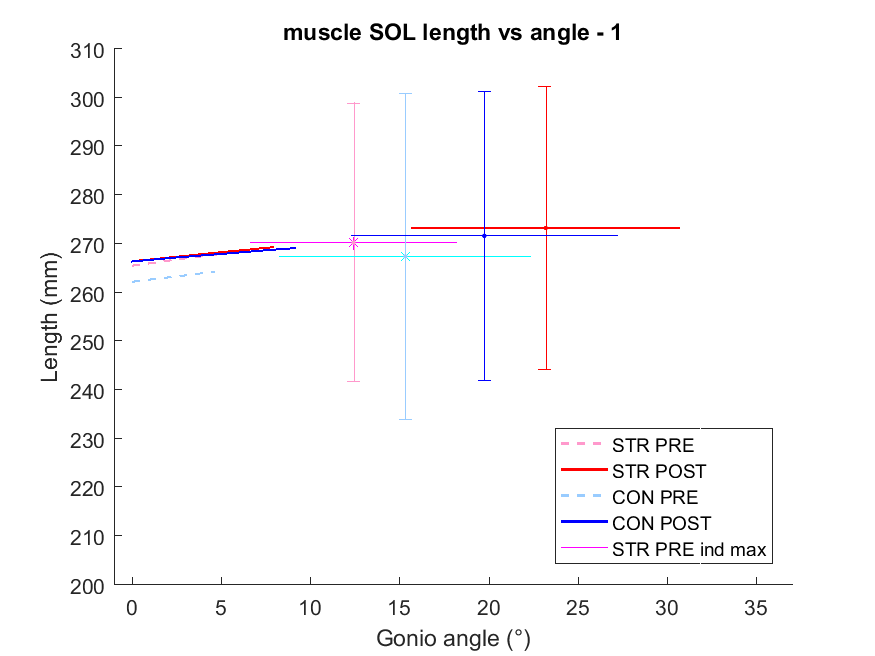 muscle SOL length vs angle - 1
310
300
290
280
270
260
250
240
230
220
210
200
Length (mm)
0 5 10 15 20 25 30 35
Gonio angle (°)
STR PRE
STR POST
CON PRE
CON POST
STR PRE ind max